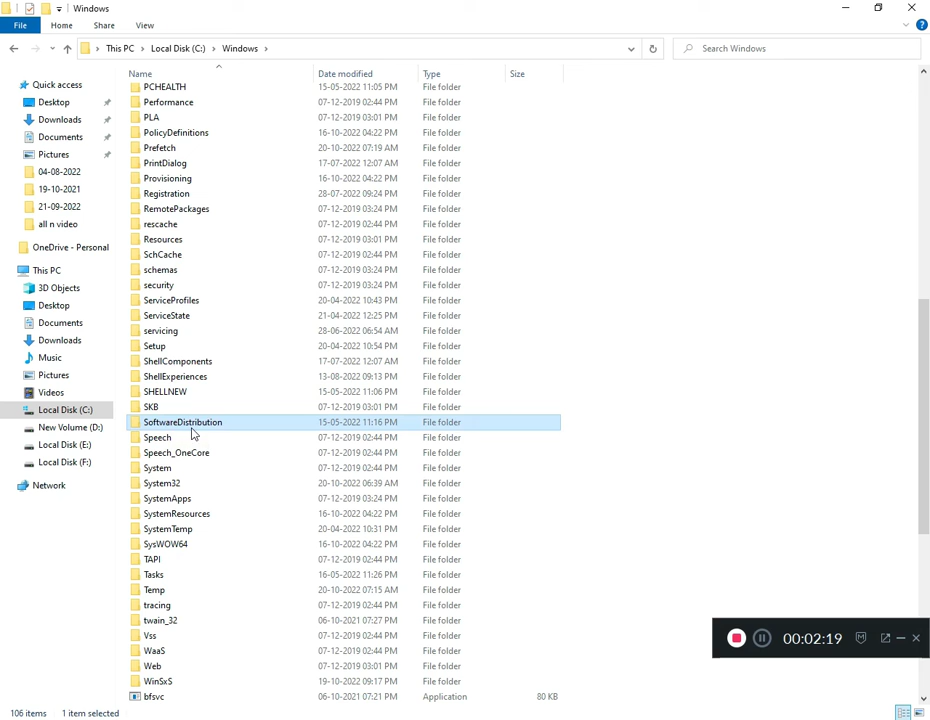 Windows
File Home Share View
This PC Local Disk (C:) Windows
Search Windows
Name Date modified Type Size
Quick access
Desktop
Downloads
Documents
Pictures
04-08-2022
19-10-2021
21-09-2022
all n video
OneDrive - Personal
This PC
3D Objects
Desktop
Documents
Downloads
Music
Pictures
Videos
Local Disk (C:)
New Volume (D:)
Local Disk (E:)
Local Disk (F:)
Network
PCHEALTH 15-05-2022 11:05 PM File folder
Performance 07-12-2019 02:44 PM File folder
PLA 07-12-2019 03:01 PM File folder
PolicyDefinitions 16-10-2022 04:22 PM File folder
Prefetch 20-10-2022 07:19 AM File folder
PrintDialog 17-07-2022 12:07 AM File folder
Provisioning 16-10-2022 04:22 PM File folder
Registration 28-07-2022 09:24 PM File folder
RemotePackages 07-12-2019 03:24 PM File folder
rescache 07-12-2019 02:44 PM File folder
Resources 07-12-2019 03:01 PM File folder
SchCache 07-12-2019 02:44 PM File folder
schemas 07-12-2019 03:24 PM File folder
security 07-12-2019 03:24 PM File folder
ServiceProfiles 20-04-2022 10:43 PM File folder
ServiceState 21-04-2022 12:25 PM File folder
servicing 28-06-2022 06:54 AM File folder
Setup 20-04-2022 10:54 PM File folder
ShellComponents 17-07-2022 12:07 AM File folder
ShellExperiences 13-08-2022 09:13 PM File folder
SHELLNEW 15-05-2022 11:06 PM File folder
SKB 07-12-2019 03:01 PM File folder
SoftwareDistribution 15-05-2022 11:16 PM File folder
Speech 07-12-2019 02:44 PM File folder
Speech_OneCore 07-12-2019 02:44 PM File folder
System 07-12-2019 02:44 PM File folder
System32 20-10-2022 06:39 AM File folder
SystemApps 07-12-2019 03:24 PM File folder
SystemResources 16-10-2022 04:22 PM File folder
SystemTemp 20-04-2022 10:31 PM File folder
SysWOW64 16-10-2022 04:22 PM File folder
TAPI 07-12-2019 02:44 PM File folder
Tasks 16-05-2022 11:26 PM File folder
Temp 20-10-2022 07:15 AM File folder
tracing 07-12-2019 02:44 PM File folder
twain_32 06-10-2021 07:27 PM File folder
Vss 07-12-2019 02:44 PM File folder
WaaS 07-12-2019 02:44 PM File folder
Web 07-12-2019 03:01 PM File folder
WinSxS 19-10-2022 04:40 PM File folder
bfsvc 06-10-2021 07:21 PM Application 80 KB
00:02:19
106 items 1 item selected